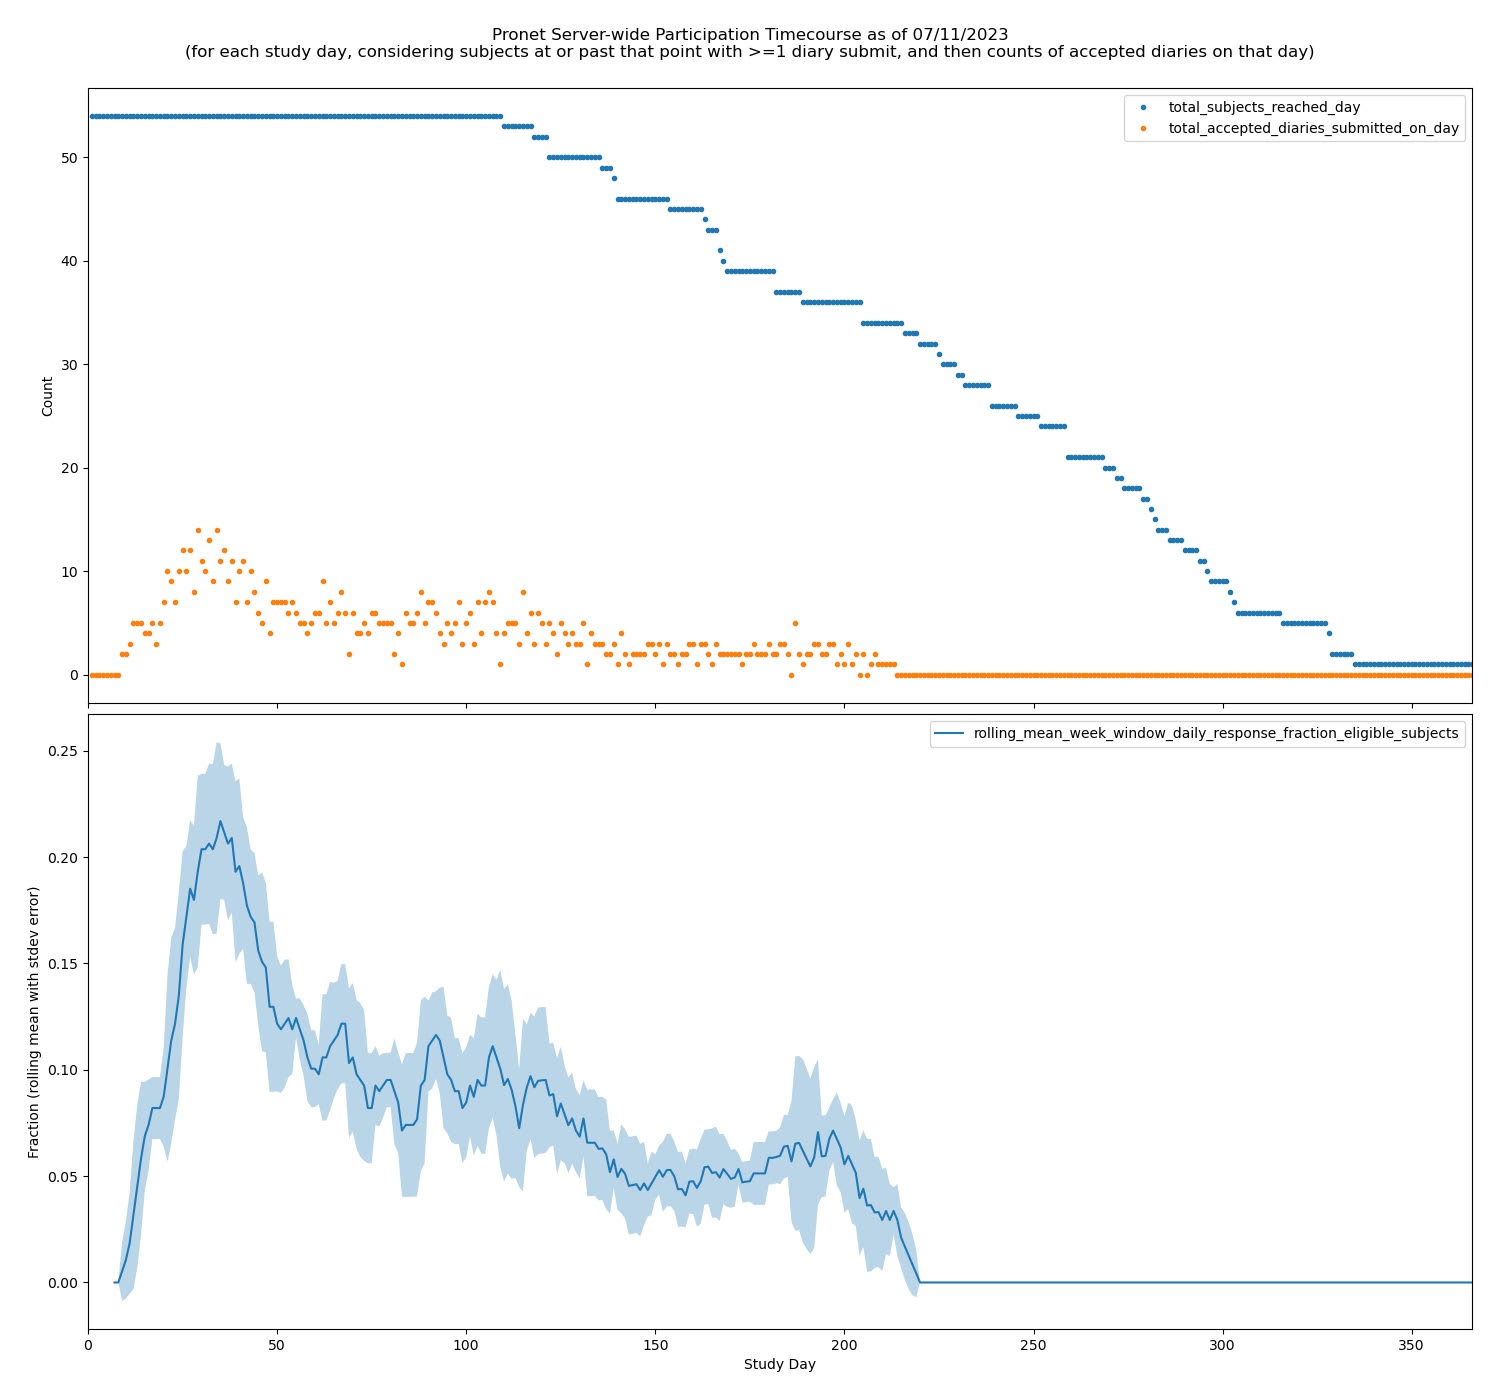 Pronet Server-wide Participation Timecourse as of 07/11/2023
(for each study day, considering subjects at or past that point with >=1 diary submit, and then counts of accepted diaries on that day)
total_subjects_reached_day
total_accepted_diaries_submitted_on_day
50
40
30
20
10
0
Count
rolling_mean_week_window_daily_response_fraction_eligible_subjects
0.25
0.20
0.15
0.10
0.05
0.00
Fraction (rolling mean with stdev error)
0 50 100 150 200 250 300 350
Study Day